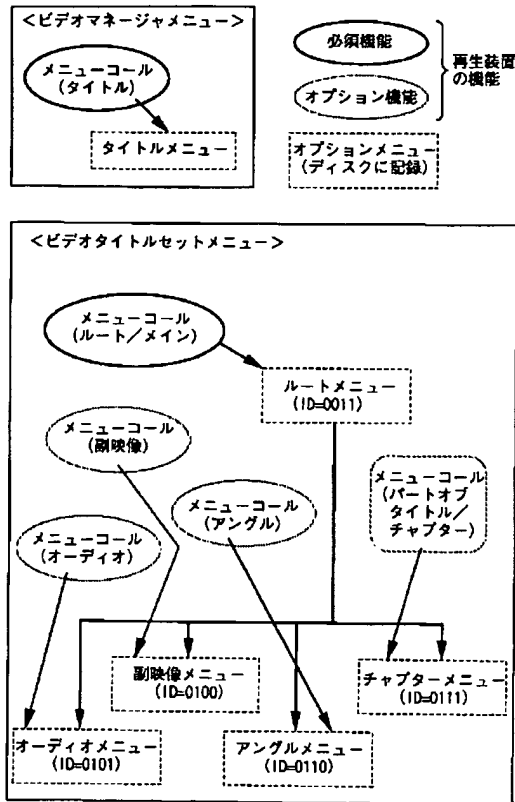 <ビデオマネージャメニュー>
メニューコール
(タイトル)
タイトルメニュー
必須機能
オプション機能
再生装置
の機能
オプションメニュー
(ディスクに記録)
<ビデオタイトルセットメニュー>
メニューコール
(ルート/メイン)
ルートメニュー
(ID=0011)
メニューコール
(副映像)
メニューコール
(アングル)
メニューコール
(パートオブ
タイトル/
チャプター)
メニューコール
(オーディオ)
副映像メニュー
(ID=0100)
チャプターメニュー
(ID=0111)
オーディオメニュー
(ID=0101)
アングルメニュー
(ID=0110)